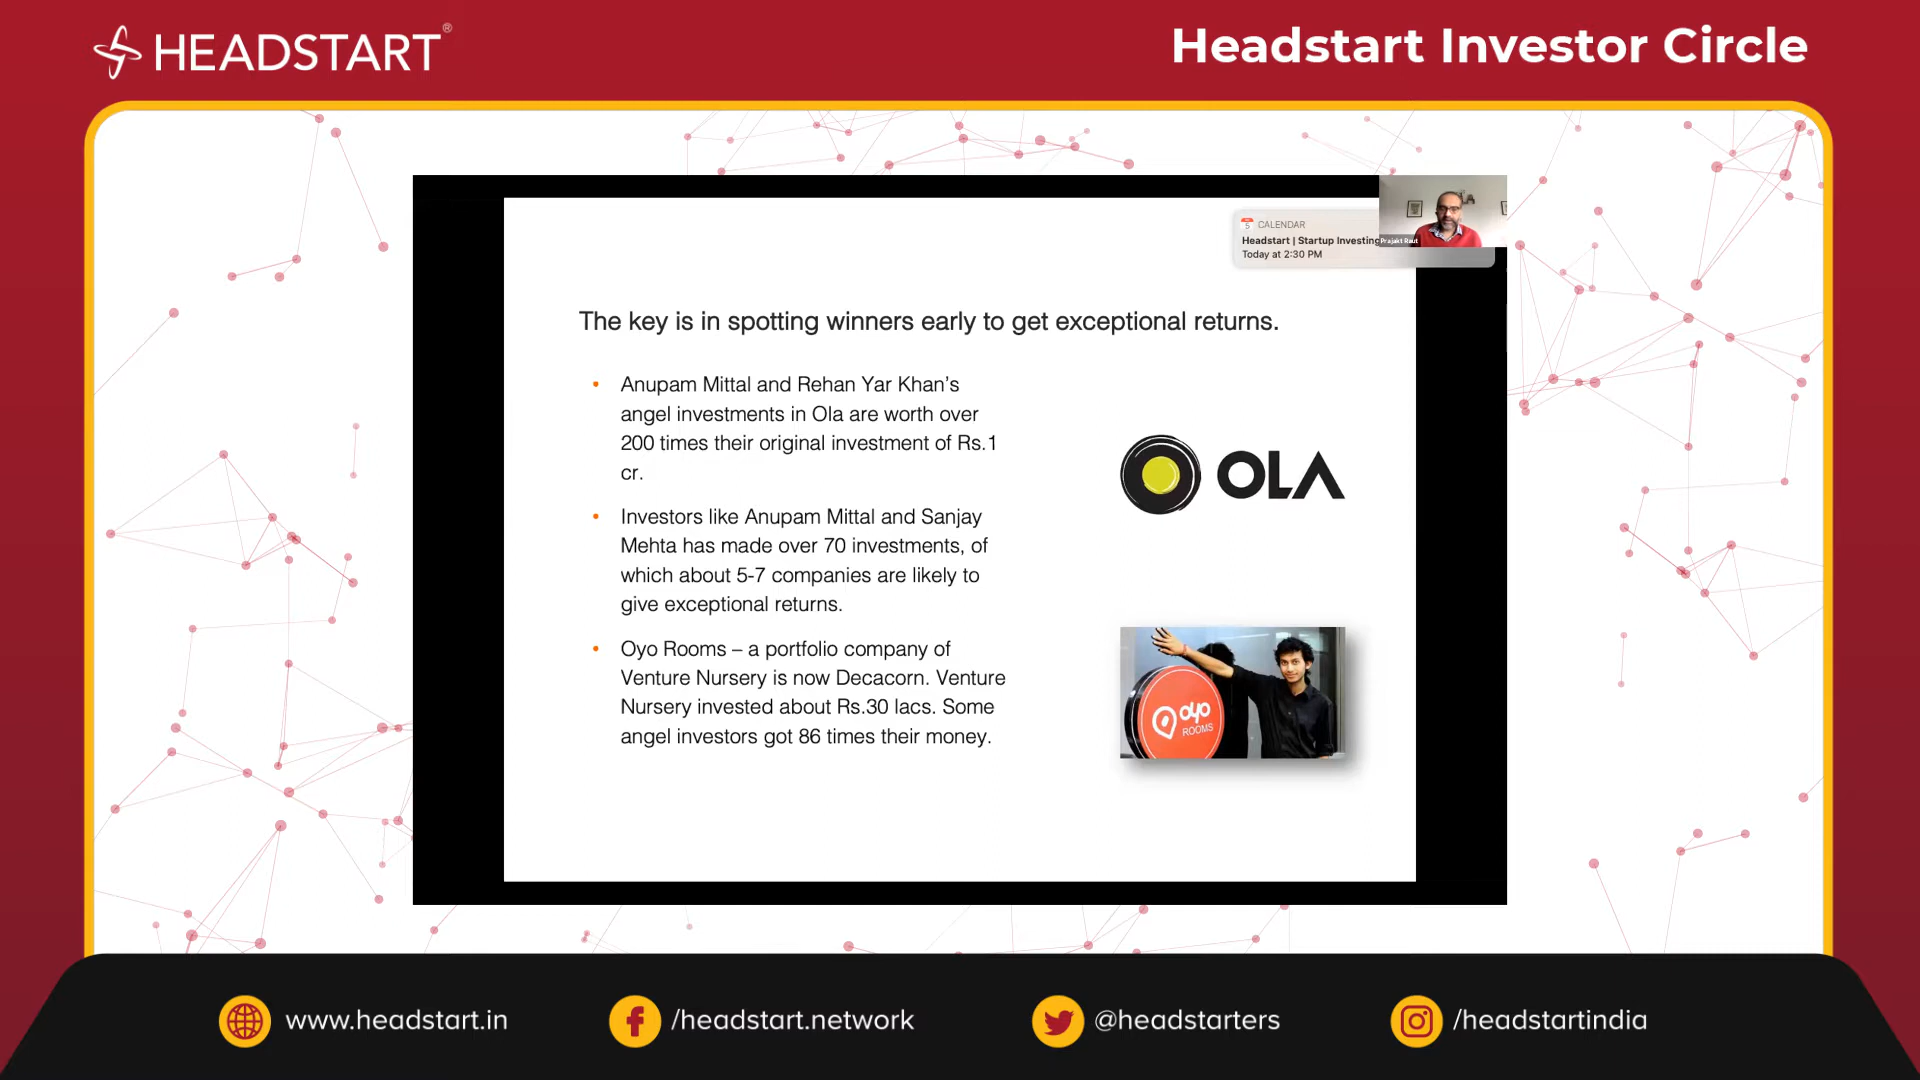 HEADSTART®
Headstart Investor Circle
5
CALENDAR
Headstart | Startup Investing
Today at 2:30 PM
Prajakt Raut
The key is in spotting winners early to get exceptional returns.
• Anupam Mittal and Rehan Yar Khan’s
angel investments in Ola are worth over
200 times their original investment of Rs.1
cr.
• Investors like Anupam Mittal and Sanjay
Mehta has made over 70 investments, of
which about 5-7 companies are likely to
give exceptional returns.
• Oyo Rooms – a portfolio company of
Venture Nursery is now Decacorn. Venture
Nursery invested about Rs.30 lacs. Some
angel investors got 86 times their money.
OLA
oyo
ROOMS
www.headstart.in
/headstart.network
@headstarters
/headstartindia